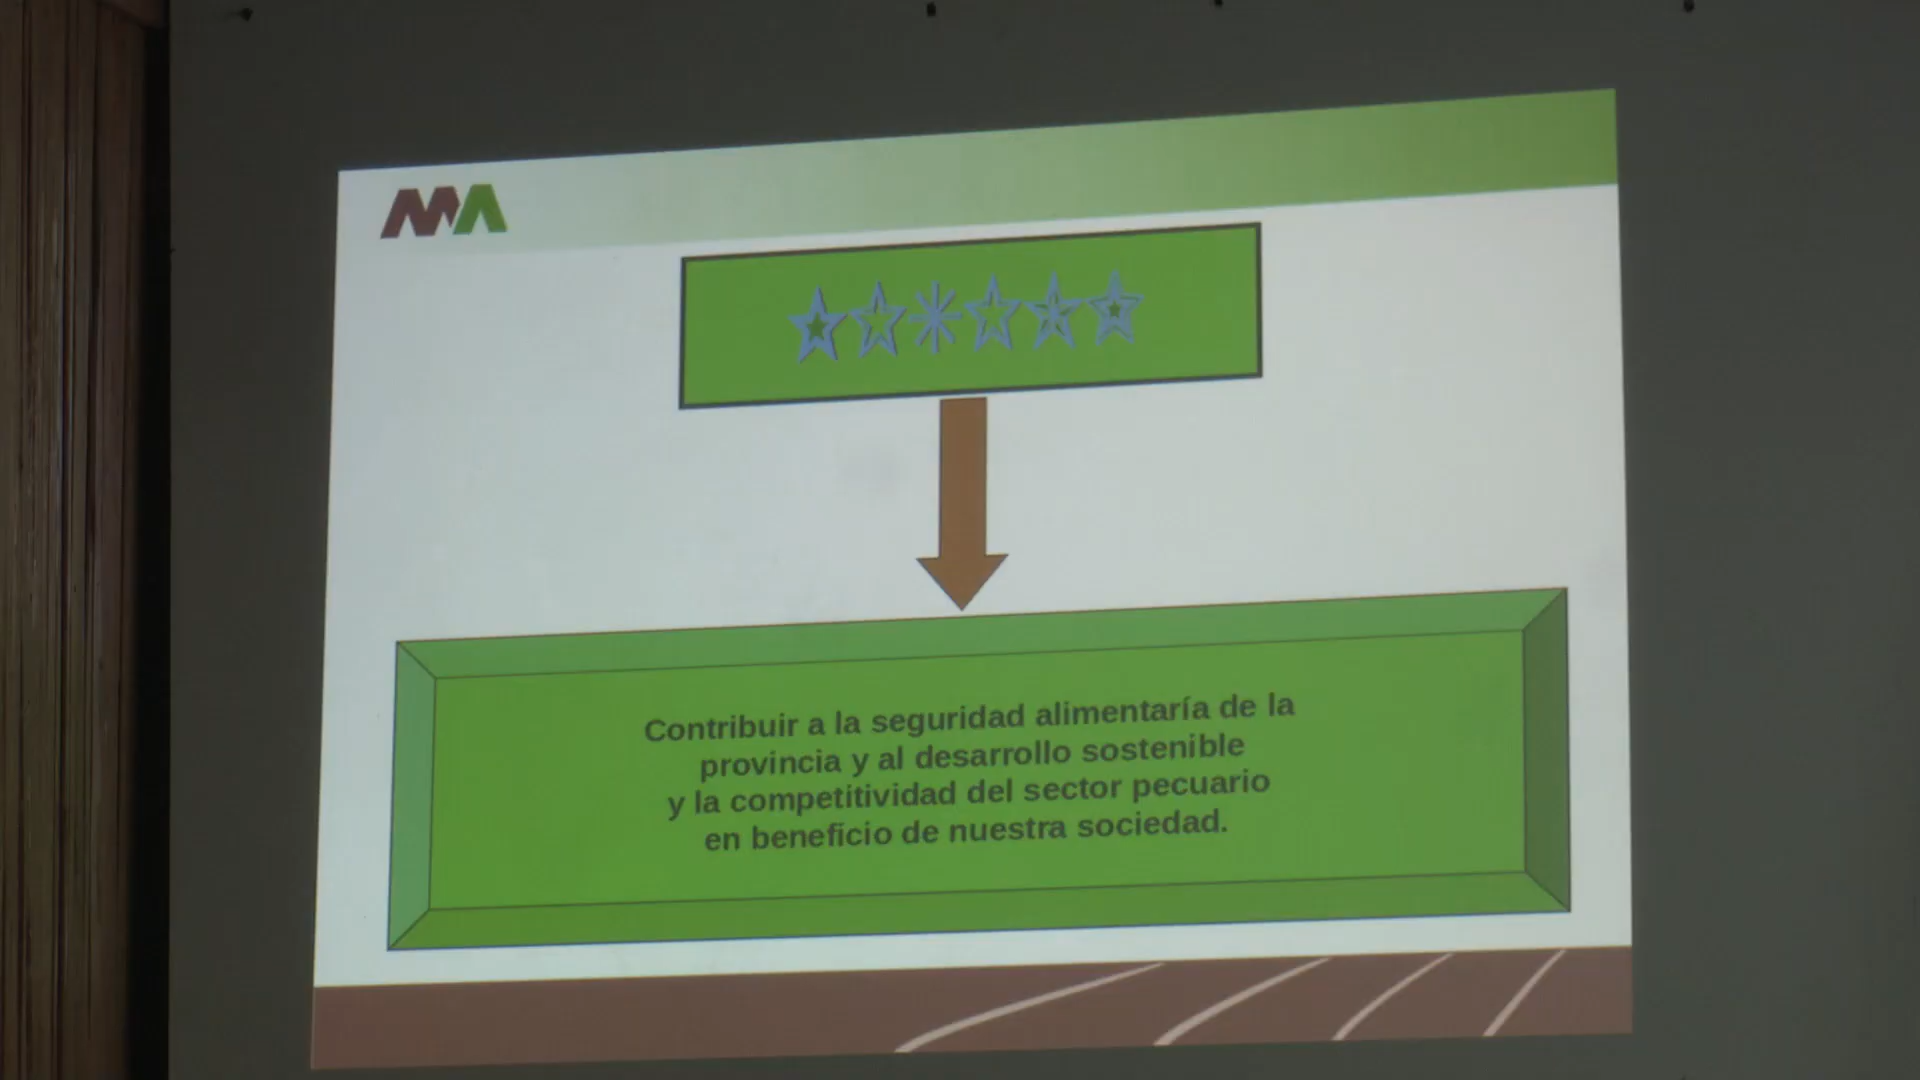 MA
Contribuir a la seguridad alimentaría de la
provincia y al desarrollo sostenible
y la competitividad del sector pecuario
en beneficio de nuestra sociedad.